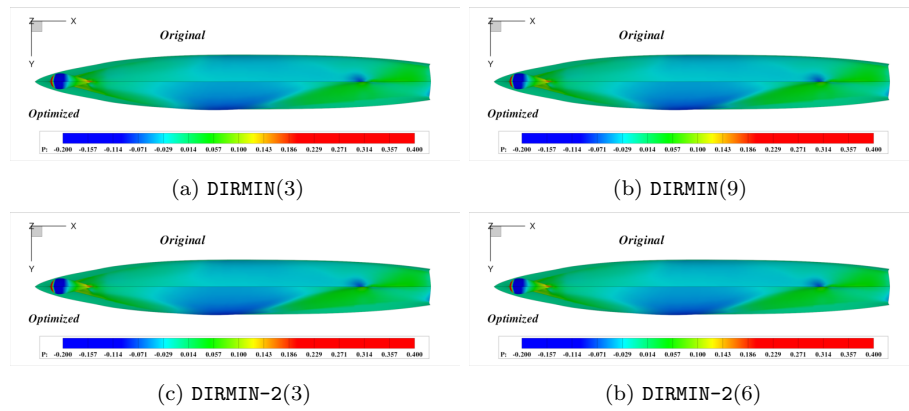 Z X
Original
Y
Optimized
P: -0.200 -0.157 -0.114 -0.071 -0.029 0.014 0.057 0.100 0.143 0.186 0.229 0.271 0.314 0.357 0.400
(a) DIRMIN(3)
Z X
Original
Y
Optimized
P: -0.200 -0.157 -0.114 -0.071 -0.029 0.014 0.057 0.100 0.143 0.186 0.229 0.271 0.314 0.357 0.400
(b) DIRMIN(9)
Z X
Original
Y
Optimized
P: -0.200 -0.157 -0.114 -0.071 -0.029 0.014 0.057 0.100 0.143 0.186 0.229 0.271 0.314 0.357 0.400
(c) DIRMIN-2(3)
Z X
Original
Y
Optimized
P: -0.200 -0.157 -0.114 -0.071 -0.029 0.014 0.057 0.100 0.143 0.186 0.229 0.271 0.314 0.357 0.400
(b) DIRMIN-2(6)